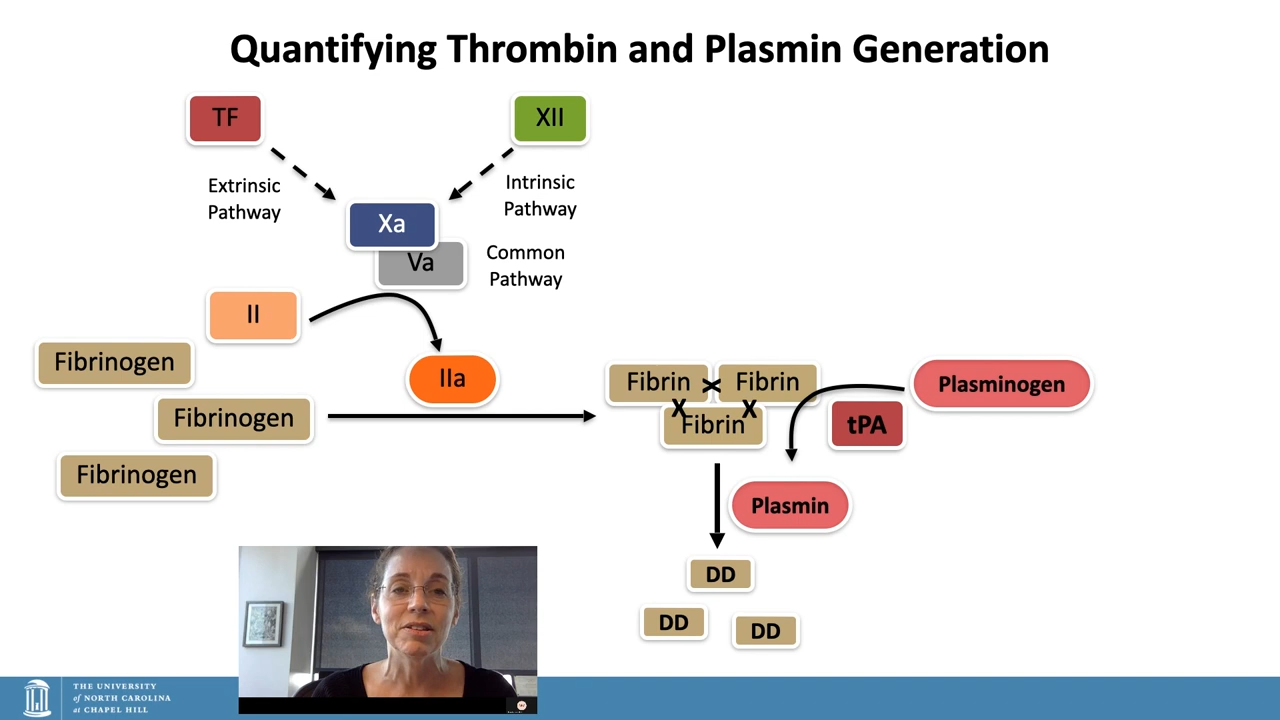 Quantifying Thrombin and Plasmin Generation
TF
XII
Extrinsic
Pathway
Intrinsic
Pathway
Xa
Va
Common
Pathway
II
Fibrinogen
IIa
Fibrinogen
Fibrinogen
Fibrin
Fibrin
X
X
X
Fibrin
Plasminogen
tPA
Plasmin
DD
DD
DD
THE UNIVERSITY
of NORTH CAROLINA
at CHAPEL HILL